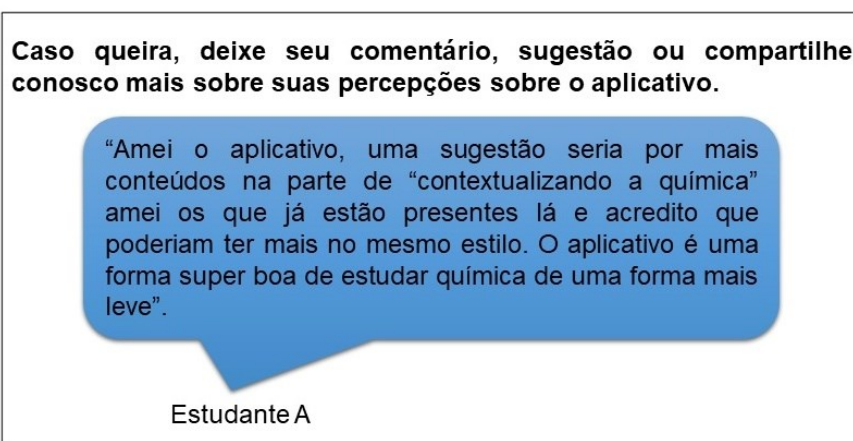 Caso queira, deixe seu comentário, sugestão ou compartilhe
conosco mais sobre suas percepções sobre o aplicativo.
“Amei o aplicativo, uma sugestão seria por mais
conteúdos na parte de “contextualizando a química”
amei os que já estão presentes lá e acredito que
poderiam ter mais no mesmo estilo. O aplicativo é uma
forma super boa de estudar química de uma forma mais
leve”.
Estudante A